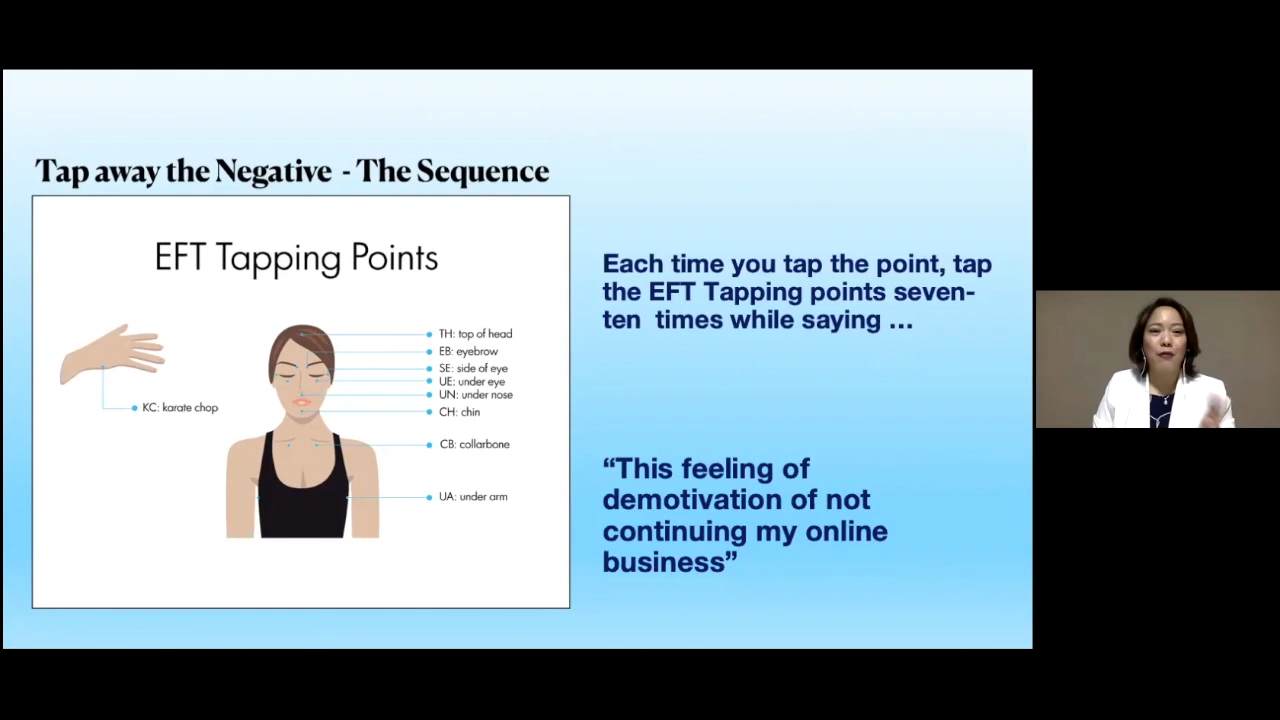 Tap away the Negative - The Sequence
EFT Tapping Points
TH: top of head
EB: eyebrow
SE: side of eye
UE: under eye
UN: under nose
CH: chin
KC: karate chop
CB: collarbone
UA: under arm
Each time you tap the point, tap
the EFT Tapping points seven-
ten times while saying …
“This feeling of
demotivation of not
continuing my online
business”